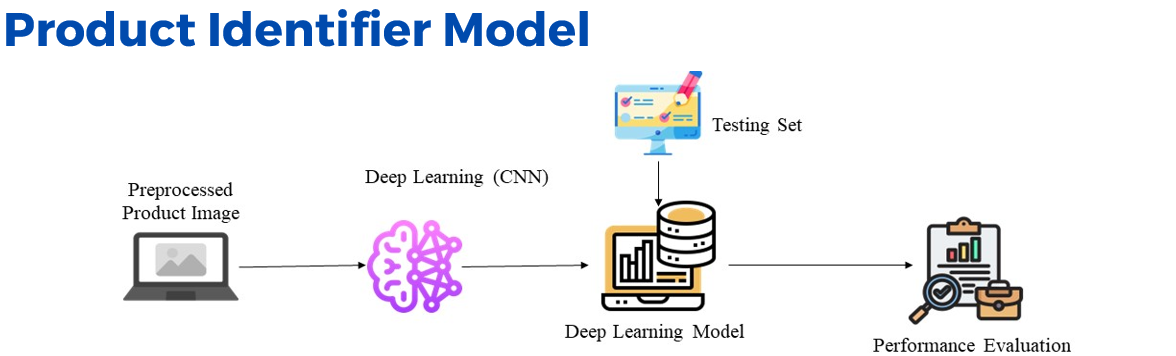 Product Identifier Model
Testing Set
Deep Learning (CNN)
Preprocessed
Product Image
Deep Learning Model
Performance Evaluation